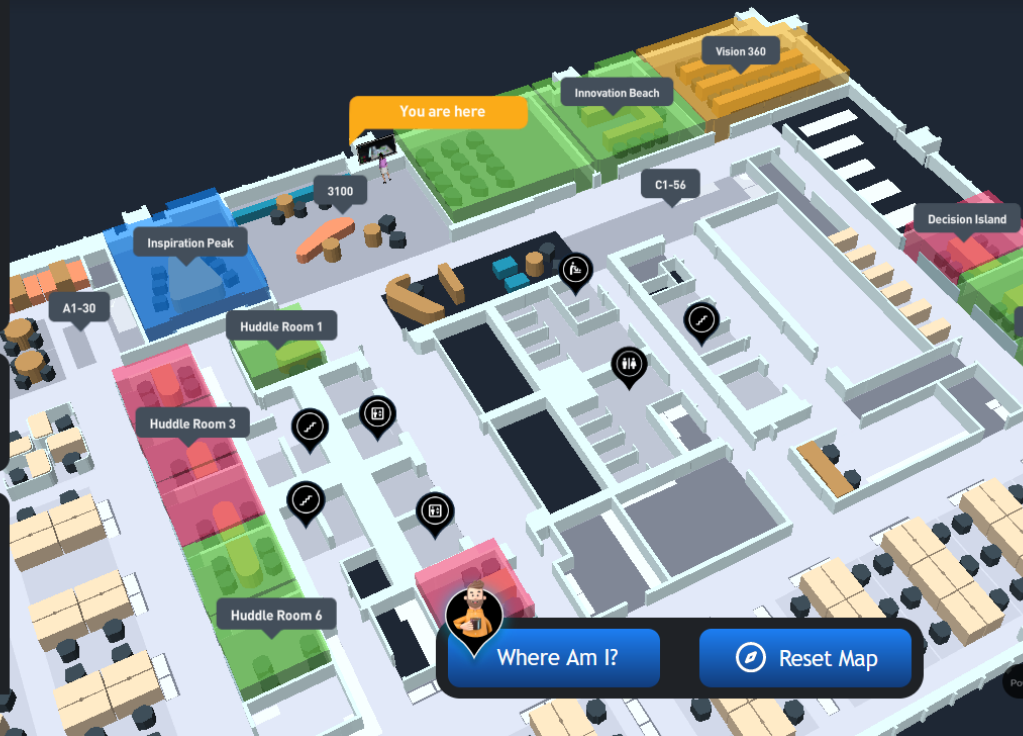 Vision 360
Innovation Beach
You are here
C1-56
3100
Decision Island
Inspiration Peak
A1-30
Huddle Room 1
Huddle Room 3
Huddle Room 6
Where Am I?
Reset Map